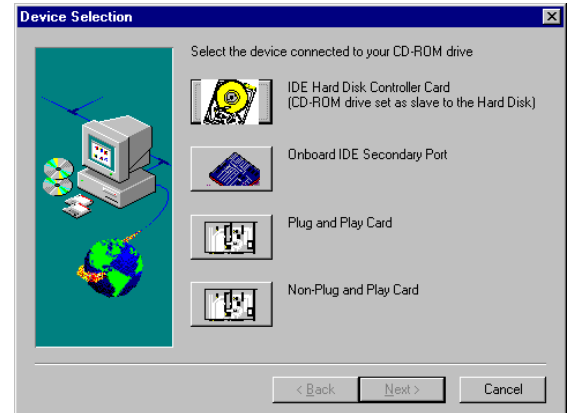 Device Selection
Select the device connected to your CD-ROM drive
IDE Hard Disk Controller Card
(CD-ROM drive set as slave to the Hard Disk)
Onboard IDE Secondary Port
Plug and Play Card
Non-Plug and Play Card
< Back Next > Cancel